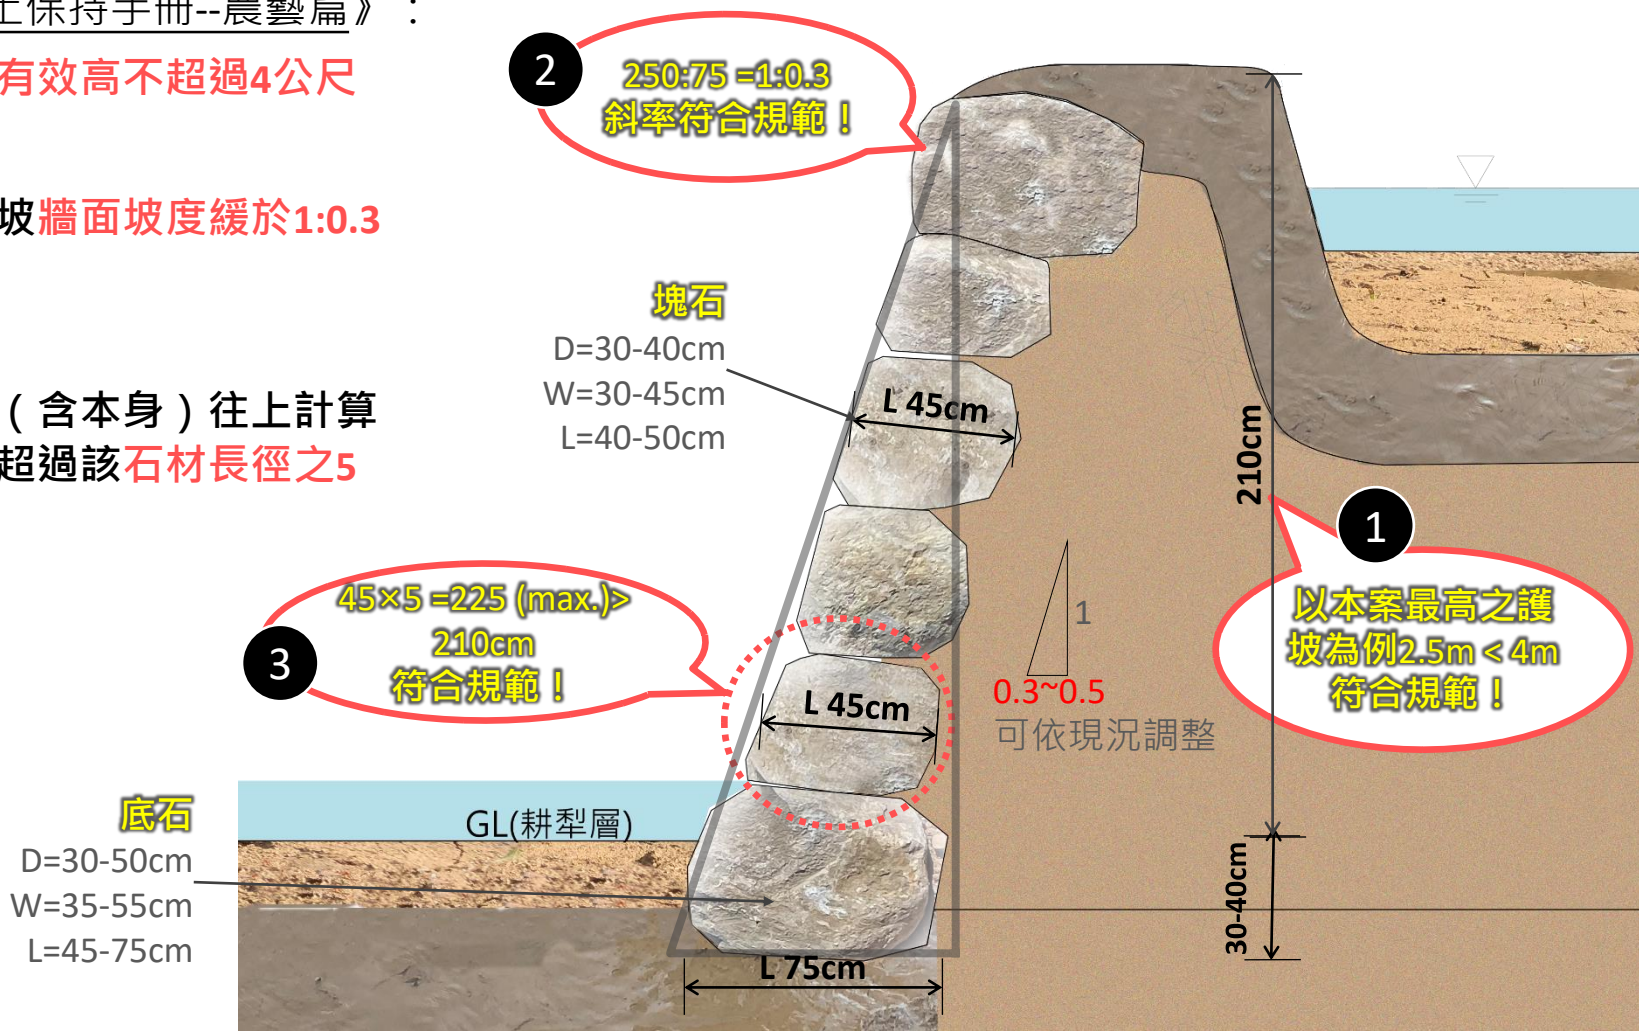 土保持手冊--農藝篇》：
有效高不超過4公尺
坡牆面坡度緩於1:0.3
（含本身）往上計算
超過該石材長徑之5
2
250:75 =1:0.3
斜率符合規範！
塊石
D=30-40cm
W=30-45cm
L=40-50cm
L 45cm
210cm
1
以本案最高之護
坡為例2.5m < 4m
符合規範！
3
45×5 =225 (max.)>
210cm
符合規範！
1
0.3~0.5
可依現況調整
L 45cm
GL(耕犁層)
底石
D=30-50cm
W=35-55cm
L=45-75cm
30-40cm
L 75cm